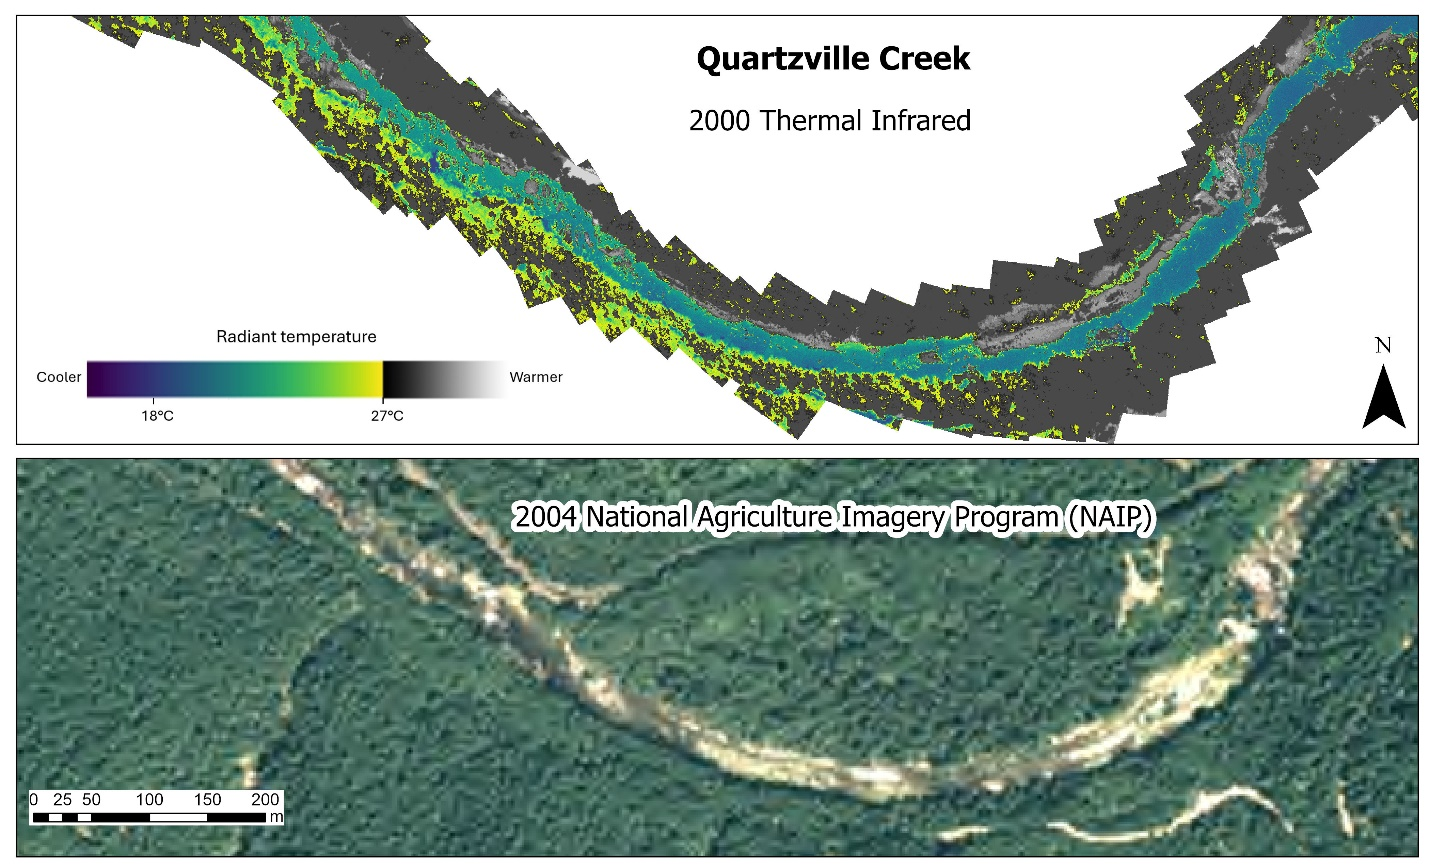 Quartzville Creek
2000 Thermal Infrared
Radiant temperature
Cooler
Warmer
18°C
27°C
N
2004 National Agriculture Imagery Program (NAIP)
0 25 50 100 150 200
m